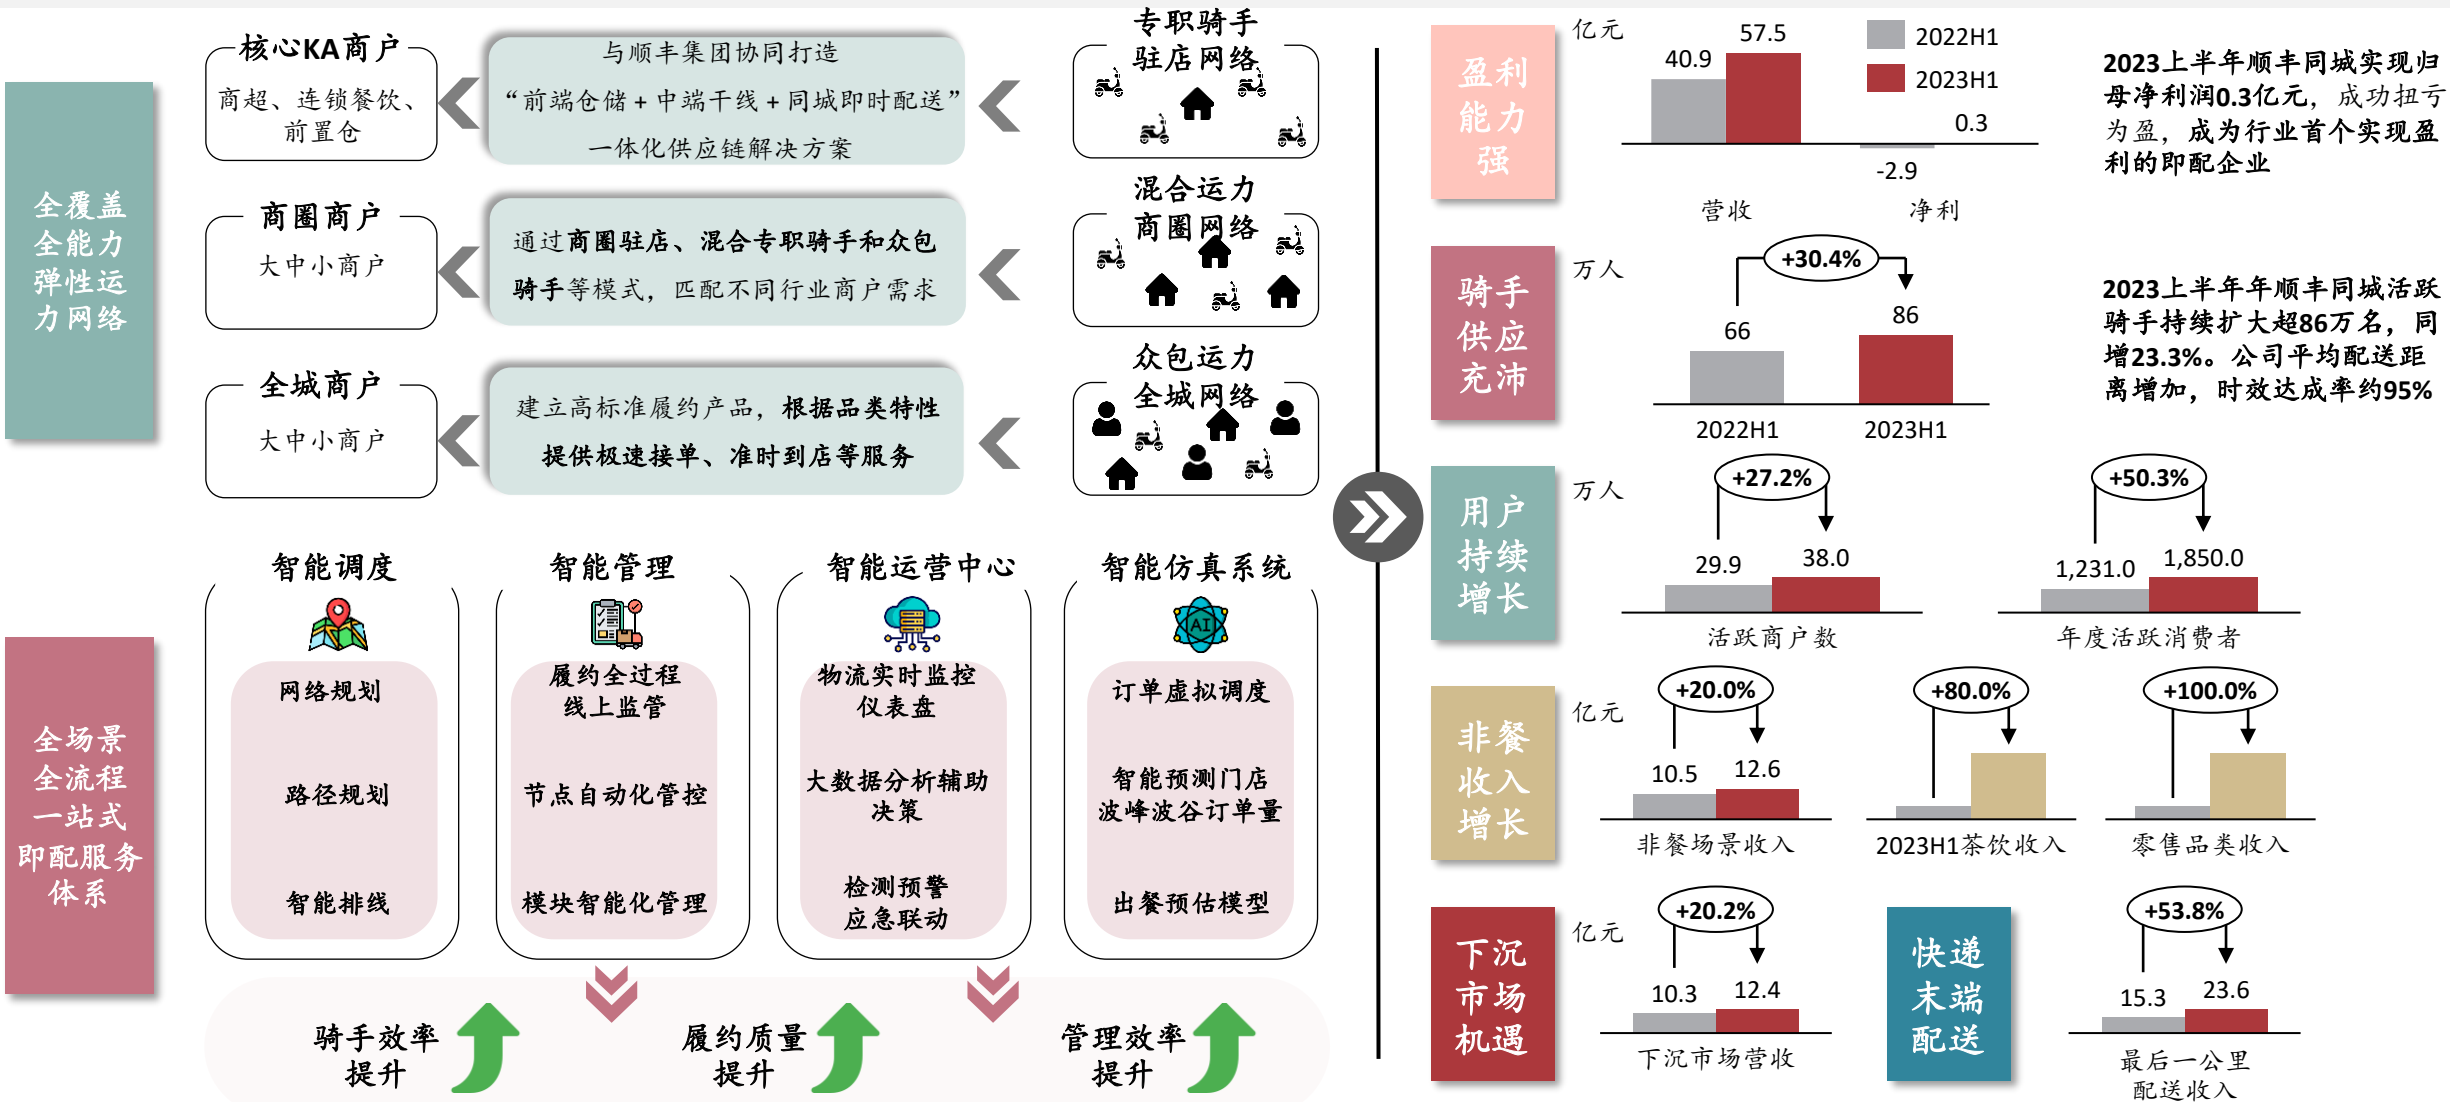 全覆盖
全能力
弹性运
力网络
核心KA商户
商超、连锁餐饮、
前置仓
与顺丰集团协同打造
“前端仓储+中端干线+同城即时配送”
一体化供应链解决方案
专职骑手
驻店网络
商圈商户
大中小商户
通过商圈驻店、混合专职骑手和众包
骑手等模式，匹配不同行业商户需求
混合运力
商圈网络
全城商户
大中小商户
建立高标准履约产品，根据品类特性
提供极速接单、准时到店等服务
众包运力
全城网络
全场景
全流程
一站式
即配服务
体系
智能调度
网络规划
路径规划
智能排线
智能管理
履约全过程
线上监管
节点自动化管控
模块智能化管理
智能运营中心
物流实时监控
仪表盘
大数据分析辅助
决策
检测预警
应急联动
智能仿真系统
AI
订单虚拟调度
智能预测门店
波峰波谷订单量
出餐预估模型
骑手效率
提升
履约质量
提升
管理效率
提升
盈利
能力
强
亿元
40.9
57.5
2022H1
2023H1
0.3
-2.9
营收
净利
2023上半年顺丰同城实现归
母净利润0.3亿元，成功扭亏
为盈，成为行业首个实现盈
利的即配企业
骑手
供应
充沛
万人
+30.4%
66
86
2022H1
2023H1
2023上半年年顺丰同城活跃
骑手持续扩大超86万名，同
增23.3%。公司平均配送距
离增加，时效达成率约95%
用户
持续
增长
万人
+27.2%
29.9
38.0
活跃商户数
+50.3%
1,231.0
1,850.0
年度活跃消费者
非餐
收入
增长
亿元
+20.0%
10.5
12.6
非餐场景收入
+80.0%
2023H1茶饮收入
+100.0%
零售品类收入
下沉
市场
机遇
亿元
+20.2%
10.3
12.4
下沉市场营收
快递
末端
配送
+53.8%
15.3
23.6
最后一公里
配送收入